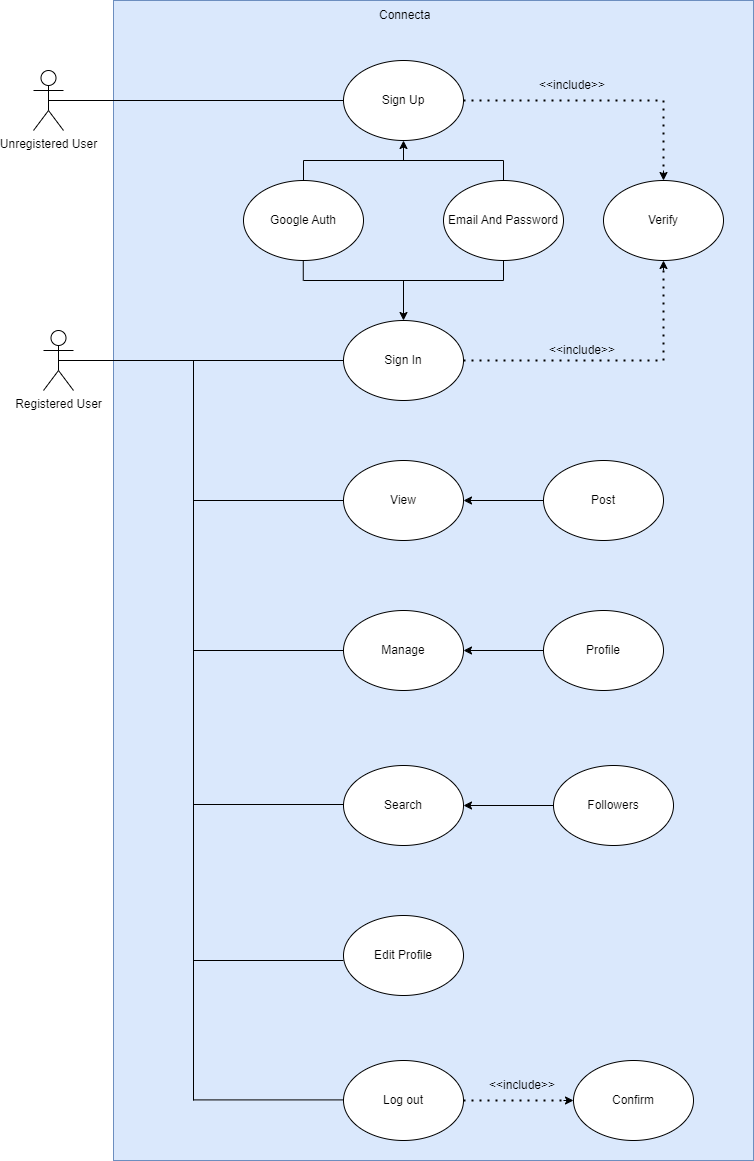 Connecta
Sign Up
<<include>>
Unregistered User
Google Auth
Email And Password
Verify
Sign In
<<include>>
Registered User
View
Post
Manage
Profile
Search
Followers
Edit Profile
Log out
<<include>>
Confirm